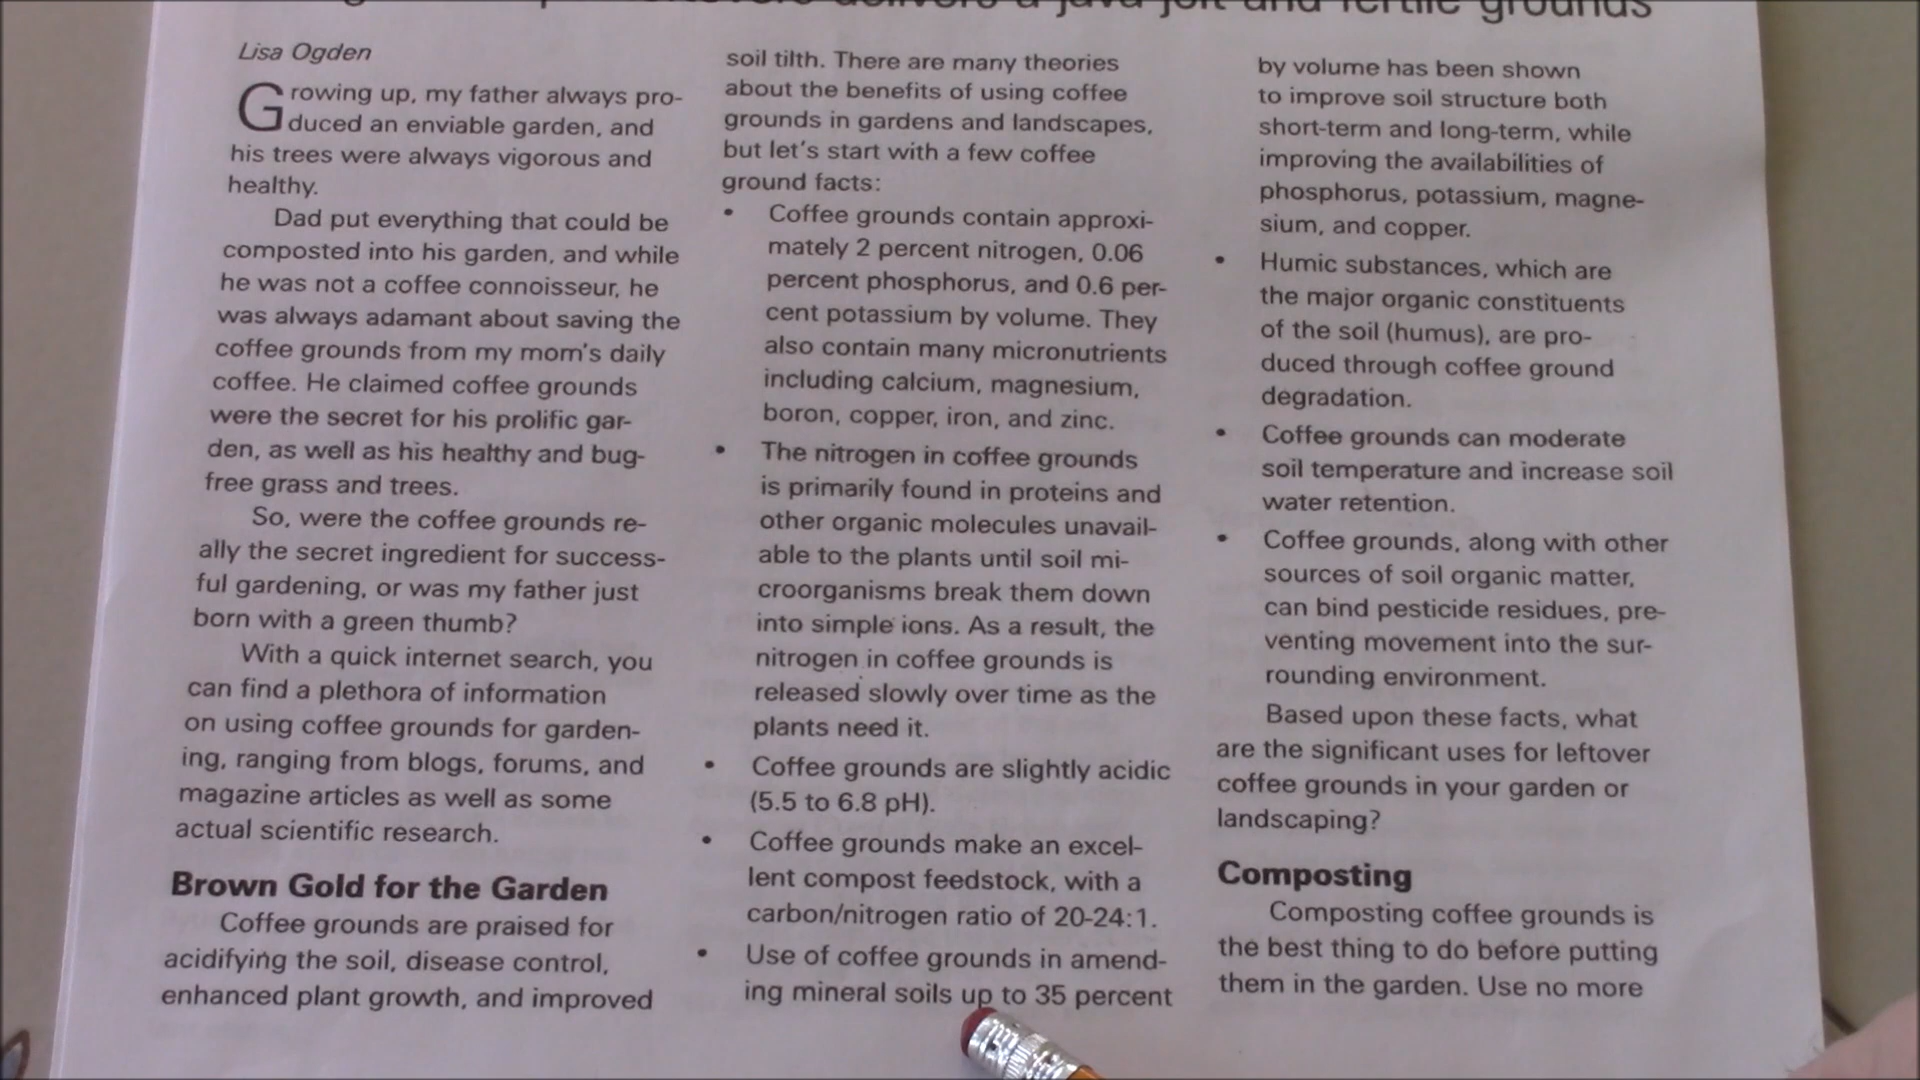 delivers a java jolt and fertile grounds
Lisa Ogden
Growing up, my father always pro-
duced an enviable garden, and
his trees were always vigorous and
healthy.
Dad put everything that could be
composted into his garden, and while
he was not a coffee connoisseur, he
was always adamant about saving the
coffee grounds from my mom's daily
coffee. He claimed coffee grounds
were the secret for his prolific gar-
den, as well as his healthy and bug-
free grass and trees.
So, were the coffee grounds re-
ally the secret ingredient for success-
ful gardening, or was my father just
born with a green thumb?
With a quick internet search, you
can find a plethora of information
on using coffee grounds for garden-
ing, ranging from blogs, forums, and
magazine articles as well as some
actual scientific research.
Brown Gold for the Garden
Coffee grounds are praised for
acidifying the soil, disease control,
enhanced plant growth, and improved
soil tilth. There are many theories
about the benefits of using coffee
grounds in gardens and landscapes,
but let's start with a few coffee
ground facts:
• Coffee grounds contain approxi-
mately 2 percent nitrogen, 0.06
percent phosphorus, and 0.6 per-
cent potassium by volume. They
also contain many micronutrients
including calcium, magnesium,
boron, copper, iron, and zinc.
• The nitrogen in coffee grounds
is primarily found in proteins and
other organic molecules unavail-
able to the plants until soil mi-
croorganisms break them down
into simple ions. As a result, the
nitrogen in coffee grounds is
released slowly over time as the
plants need it.
• Coffee grounds are slightly acidic
(5.5 to 6.8 pH).
• Coffee grounds make an excel-
lent compost feedstock, with a
carbon/nitrogen ratio of 20-24:1.
• Use of coffee grounds in amend-
ing mineral soils up to 35 percent
by volume has been shown
to improve soil structure both
short-term and long-term, while
improving the availabilities of
phosphorus, potassium, magne-
sium, and copper.
• Humic substances, which are
the major organic constituents
of the soil (humus), are pro-
duced through coffee ground
degradation.
• Coffee grounds can moderate
soil temperature and increase soil
water retention.
• Coffee grounds, along with other
sources of soil organic matter,
can bind pesticide residues, pre-
venting movement into the sur-
rounding environment.
Based upon these facts, what
are the significant uses for leftover
coffee grounds in your garden or
landscaping?
Composting
Composting coffee grounds is
the best thing to do before putting
them in the garden. Use no more